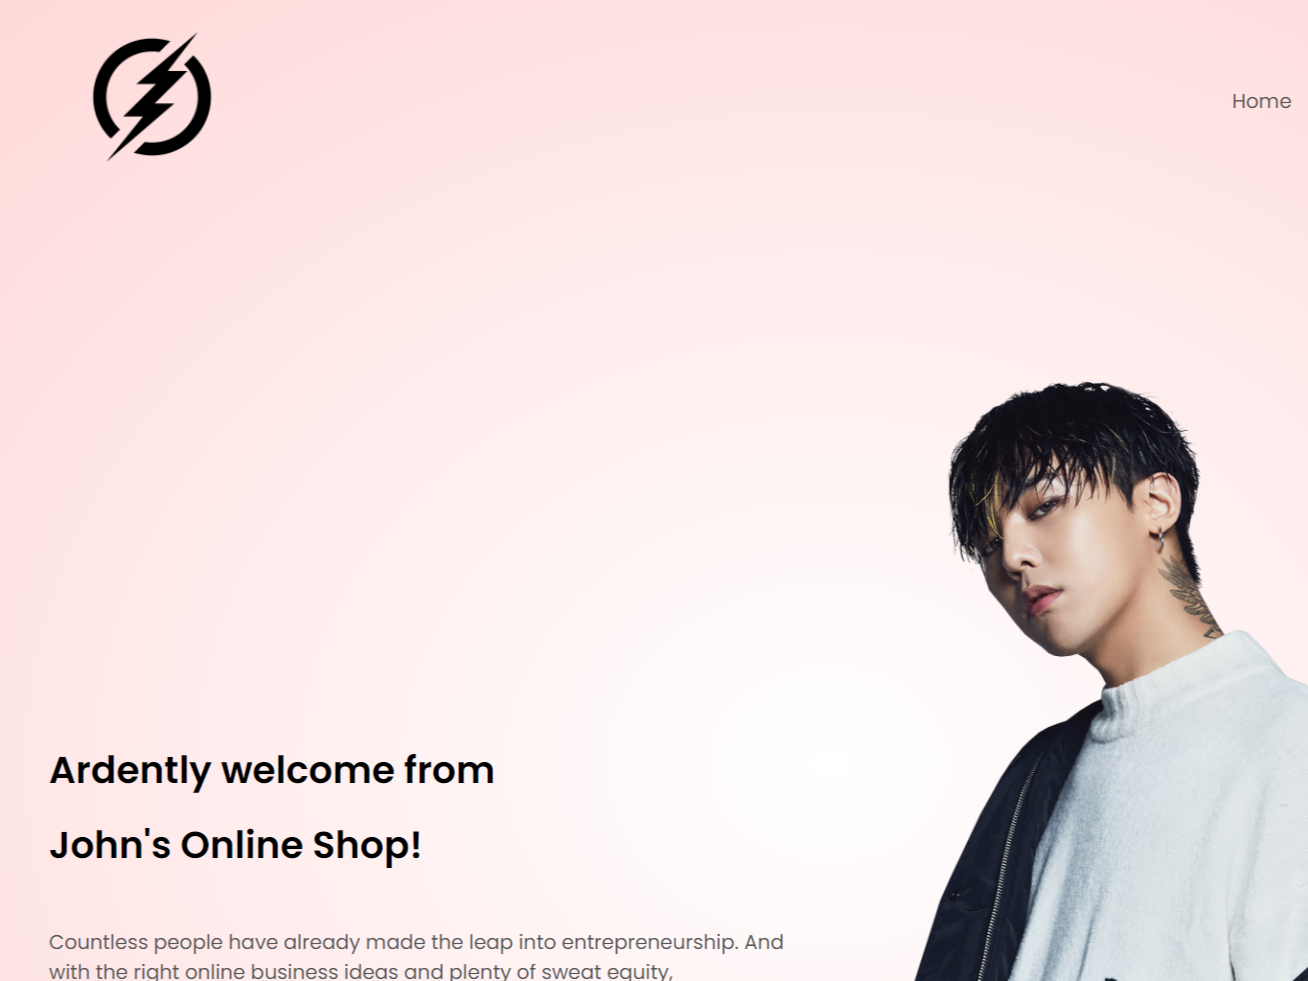 Home
Ardently welcome from
John's Online Shop!
Countless people have already made the leap into entrepreneurship. And
with the right online business ideas and plenty of sweat equity,